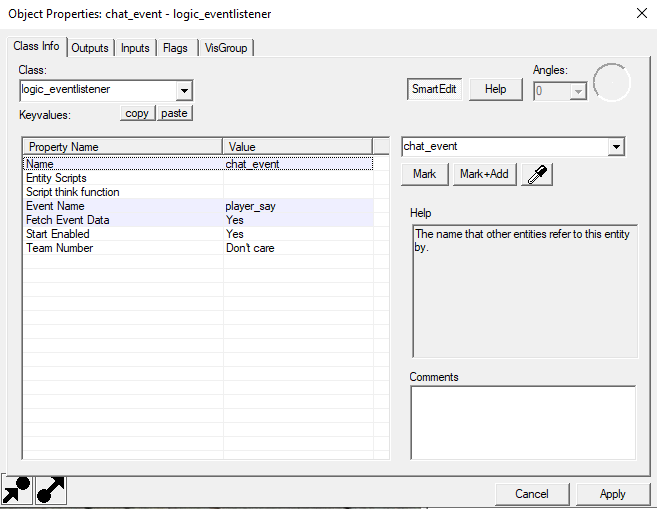 Object Properties: chat_event - logic_eventlistener
Class Info Outputs Inputs Flags VisGroup
Class:
logic_eventlistener
Keyvalues: copy paste
SmartEdit Help
Angles:
0
Property Name Value
Name chat_event
Entity Scripts
Script think function
Event Name player_say
Fetch Event Data Yes
Start Enabled Yes
Team Number Don't care
chat_event
Mark Mark+Add
Help
The name that other entities refer to this entity
by.
Comments
Cancel Apply